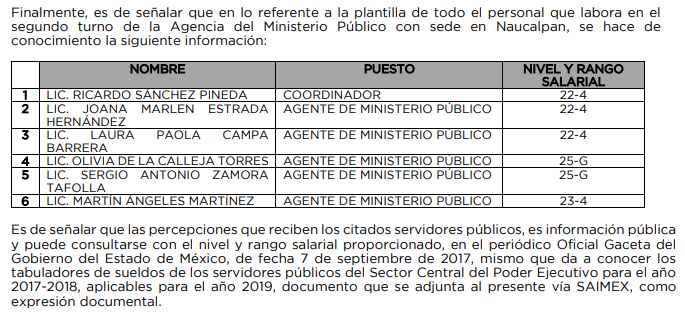 Finalmente, es de señalar que en lo referente a la plantilla de todo el personal que labora en el
segundo turno de la Agencia del Ministerio Público con sede en Naucalpan, se hace de
conocimiento la siguiente información:
NOMBRE PUESTO NIVEL Y RANGO
SALARIAL
1 LIC. RICARDO SÁNCHEZ PINEDA COORDINADOR 22-4
2 LIC. JOANA MARLEN ESTRADA AGENTE DE MINISTERIO PÚBLICO 22-4
HERNÁNDEZ
3 LIC. LAURA PAOLA CAMPA AGENTE DE MINISTERIO PÚBLICO 22-4
BARRERA
4 LIC. OLIVIA DE LA CALLEJA TORRES AGENTE DE MINISTERIO PÚBLICO 25-G
5 LIC. SERGIO ANTONIO ZAMORA AGENTE DE MINISTERIO PÚBLICO 25-G
TAFOLLA
6 LIC. MARTÍN ÁNGELES MARTÍNEZ AGENTE DE MINISTERIO PÚBLICO 23-4
Es de señalar que las percepciones que reciben los citados servidores públicos, es información pública
y puede consultarse con el nivel y rango salarial proporcionado, en el periódico Oficial Gaceta del
Gobierno del Estado de México, de fecha 7 de septiembre de 2017, mismo que da a conocer los
tabuladores de sueldos de los servidores públicos del Sector Central del Poder Ejecutivo para el año
2017-2018, aplicables para el año 2019, documento que se adjunta al presente vía SAIMEX, como
expresión documental.